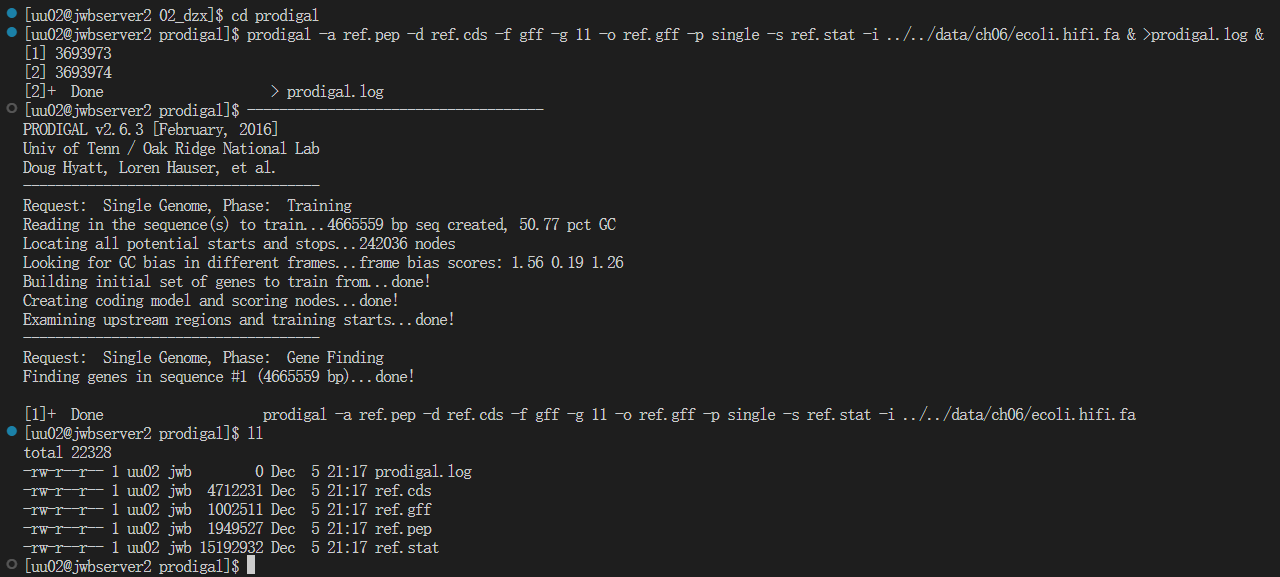 [uu02@jwbserver2 02_dzx]$ cd prodigal
[uu02@jwbserver2 prodigal]$ prodigal -a ref.pep -d ref.cds -f gff -g 11 -o ref.gff -p single -s ref.stat -i ../../data/ch06/ecoli.hifi.fa & >prodigal.log &
[1] 3693973
[2] 3693974
[2]+  Done                    > prodigal.log
[uu02@jwbserver2 prodigal]$ -------------------------------------
PRODIGAL v2.6.3 [February, 2016]
Univ of Tenn / Oak Ridge National Lab
Doug Hyatt, Loren Hauser, et al.
-------------------------------------
Request:  Single Genome, Phase:  Training
Reading in the sequence(s) to train...4665559 bp seq created, 50.77 pct GC
Locating all potential starts and stops...242036 nodes
Looking for GC bias in different frames...frame bias scores: 1.56 0.19 1.26
Building initial set of genes to train from...done!
Creating coding model and scoring nodes...done!
Examining upstream regions and training starts...done!
-------------------------------------
Request:  Single Genome, Phase:  Gene Finding
Finding genes in sequence #1 (4665559 bp)...done!
[1]+  Done                    prodigal -a ref.pep -d ref.cds -f gff -g 11 -o ref.gff -p single -s ref.stat -i ../../data/ch06/ecoli.hifi.fa
[uu02@jwbserver2 prodigal]$ ll
total 22328
-rw-r--r-- 1 uu02 jwb        0 Dec  5 21:17 prodigal.log
-rw-r--r-- 1 uu02 jwb  4712231 Dec  5 21:17 ref.cds
-rw-r--r-- 1 uu02 jwb  1002511 Dec  5 21:17 ref.gff
-rw-r--r-- 1 uu02 jwb  1949527 Dec  5 21:17 ref.pep
-rw-r--r-- 1 uu02 jwb 15192932 Dec  5 21:17 ref.stat
[uu02@jwbserver2 prodigal]$